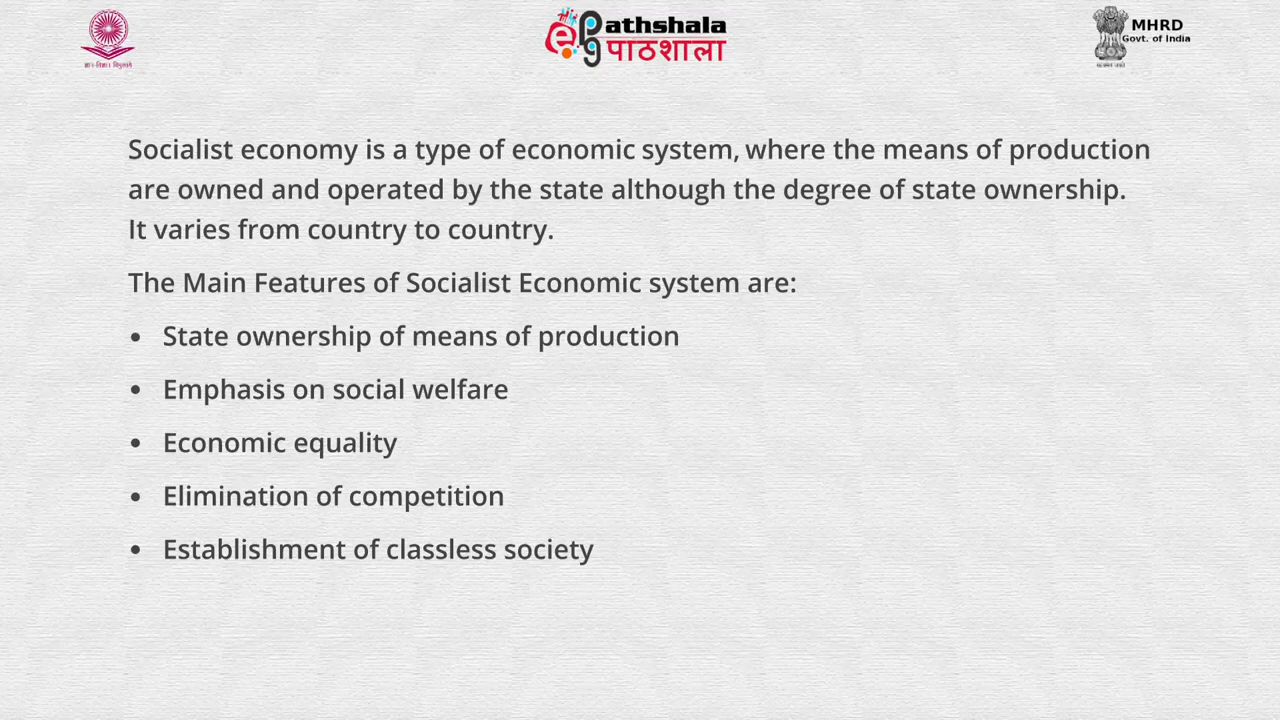 ePathshala
पाठशाला
MHRD
Govt. of India
Socialist economy is a type of economic system, where the means of production
are owned and operated by the state although the degree of state ownership.
It varies from country to country.
The Main Features of Socialist Economic system are:
• State ownership of means of production
• Emphasis on social welfare
• Economic equality
• Elimination of competition
• Establishment of classless society